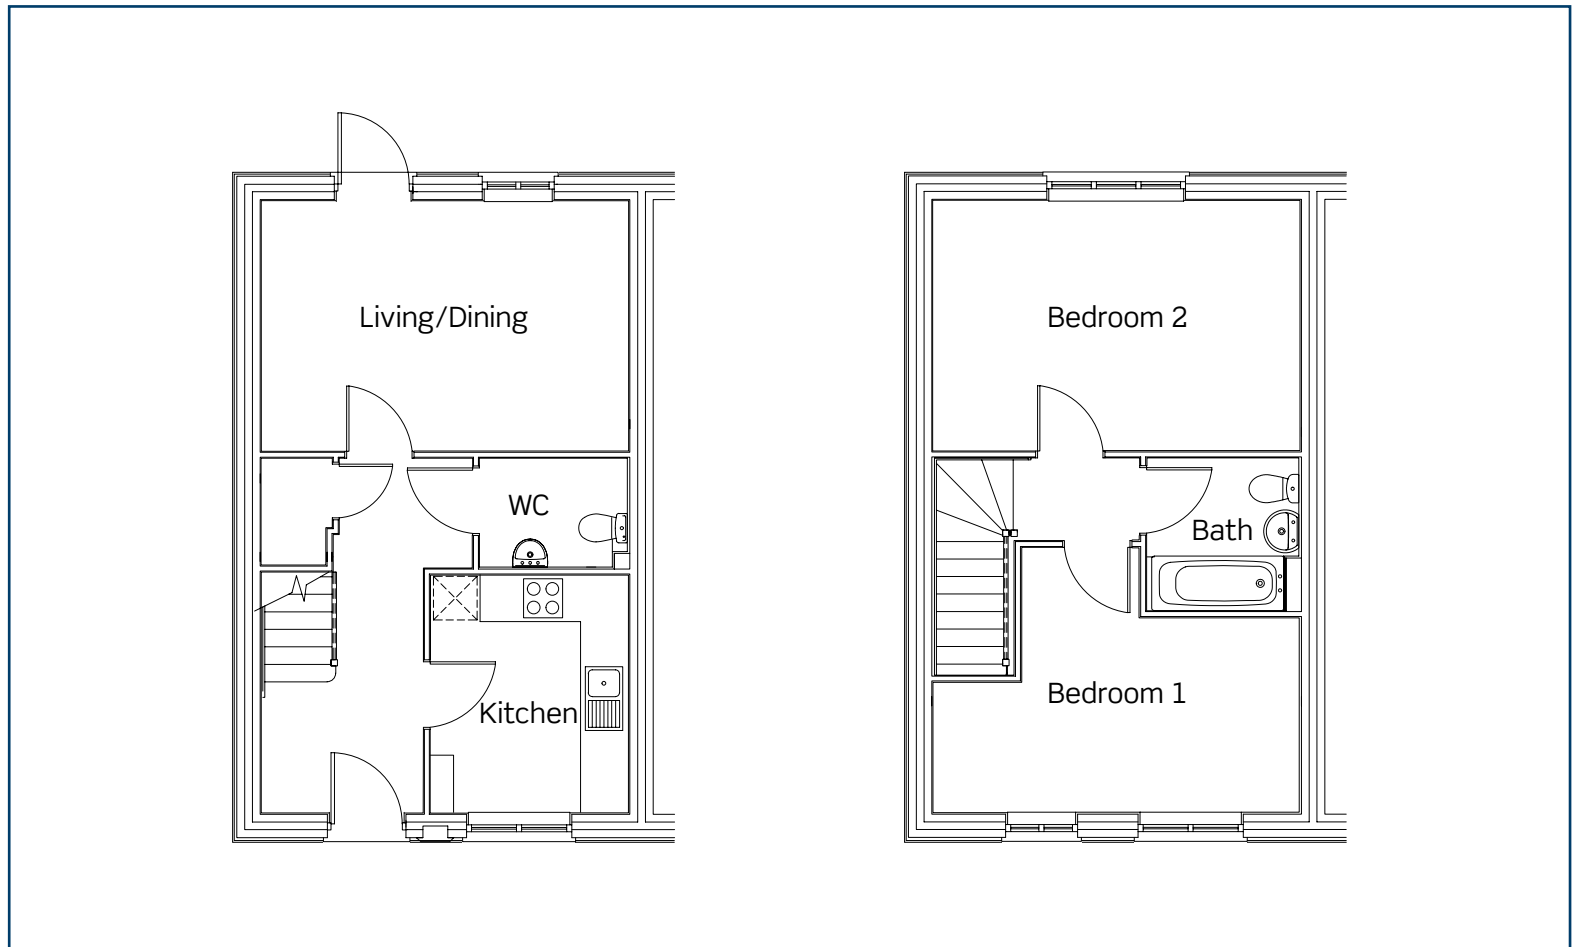 Living/Dining
WC
Kitchen
Bedroom 2
Bath
Bedroom 1